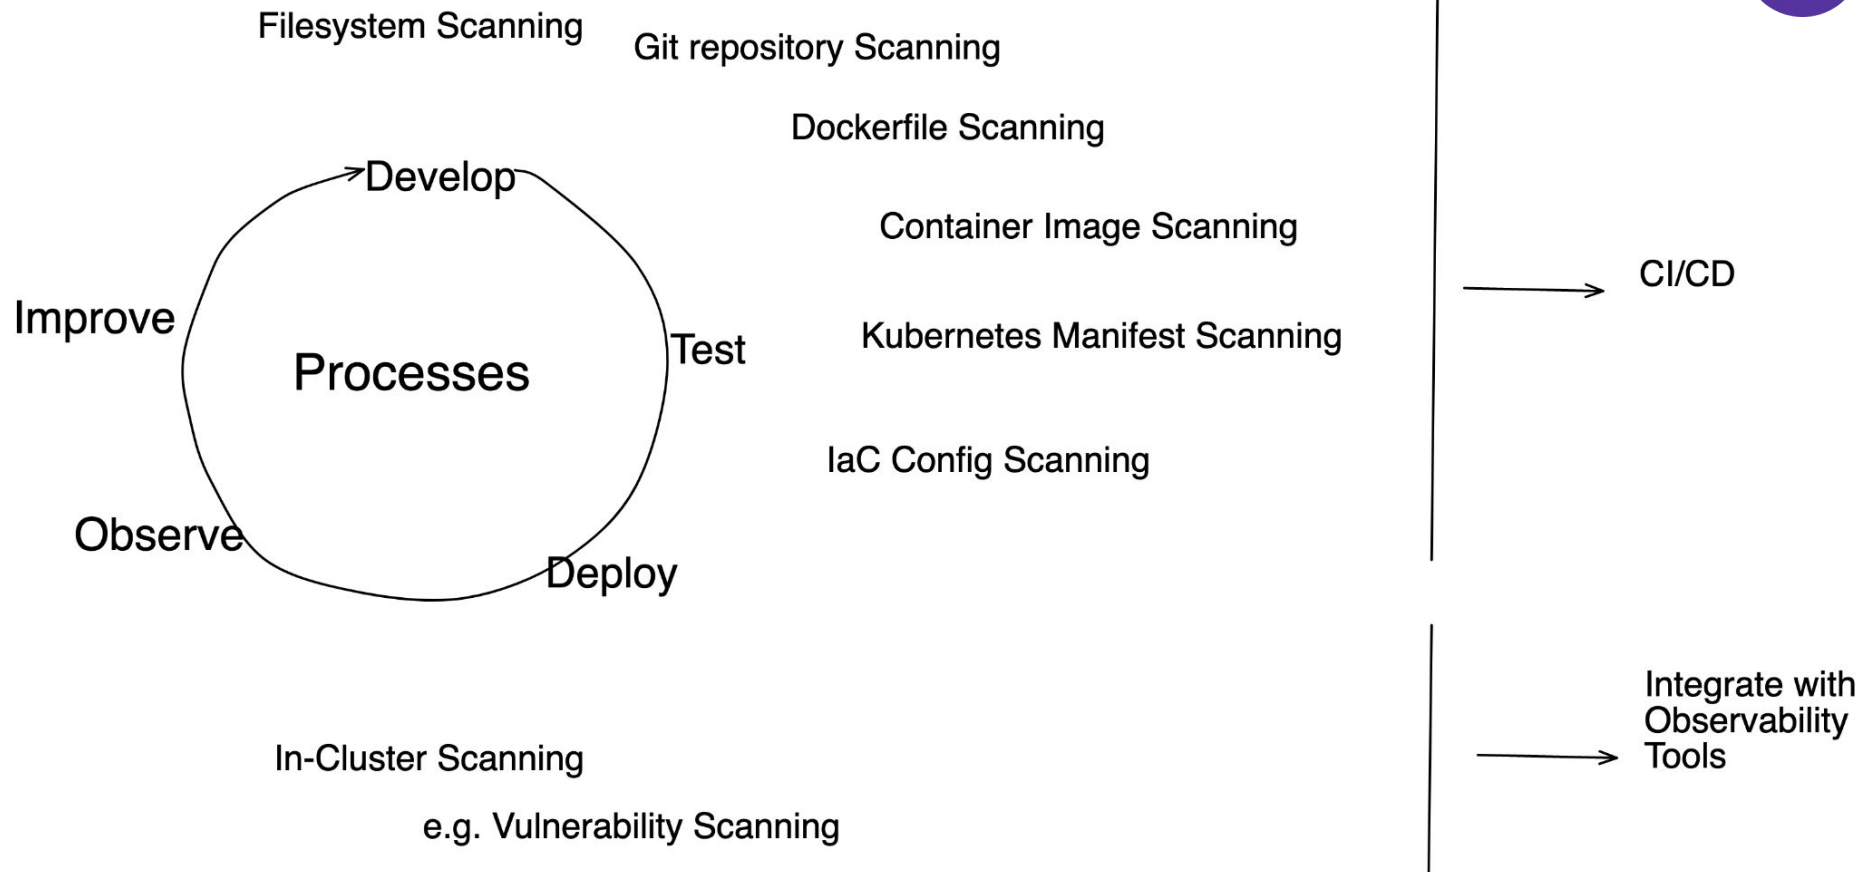 Filesystem Scanning
Git repository Scanning
Dockerfile Scanning
Develop
Container Image Scanning
CI/CD
Improve
Kubernetes Manifest Scanning
Test
Processes
IaC Config Scanning
Observe
Deploy
Integrate with
Observability
Tools
In-Cluster Scanning
e.g. Vulnerability Scanning